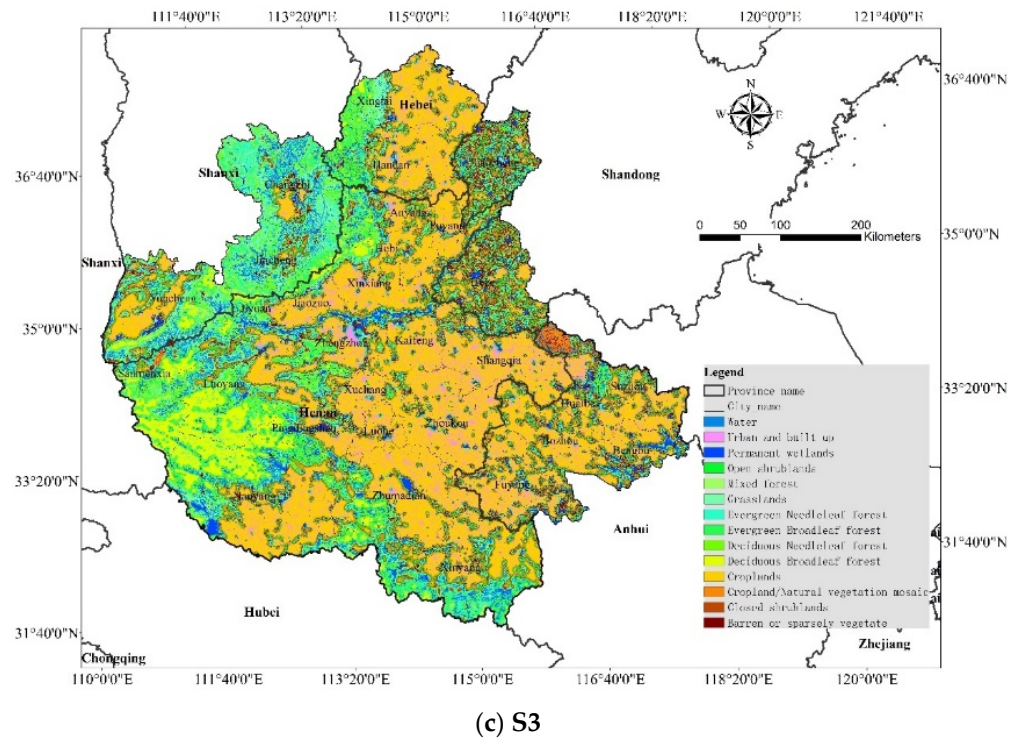 111°40'0"E 113°20'0"E 115°0'0"E 116°40'0"E 118°20'0"E 120°0'0"E 121°40'0"E
36°40'0"N
N
W E
S
Xingtai
Hebei
Handan
36°40'0"N
Shanxi
Changzhi
Shandong
Anyang
Puyang
0 50 100 200
Kilometers
35°0'0"N
Hebi
Jincheng
Shanxi
Yuncheng
Xinxiang
Jiyuan
Jiaozuo
35°0'0"N
Zhengzhou
Kaifeng
Shangqiu
Sanmenxia
Luoyang
Xuchang
Suzhou
Huaibei
33°20'0"N
Henan
Pingdingshan
Luohe
Zhoukou
Bozhou
Bengbu
33°20'0"N
Nanyang
Zhumadian
Fuyang
Anhui
31°40'0"N
Xinyang
Hubei
Legend
Province name
City name
Water
Urban and built up
Permanent wetlands
Open shrublands
Mixed forest
Grasslands
Evergreen Needleleaf forest
Evergreen Broadleaf forest
Deciduous Needleleaf forest
Deciduous Broadleaf forest
Croplands
Cropland/Natural vegetation mosaic
Closed shrublands
Barren or sparsely vegetate
31°40'0"N
Zhejiang
Chongqing
110°0'0"E 111°40'0"E 113°20'0"E 115°0'0"E 116°40'0"E 118°20'0"E 120°0'0"E
(c) S3